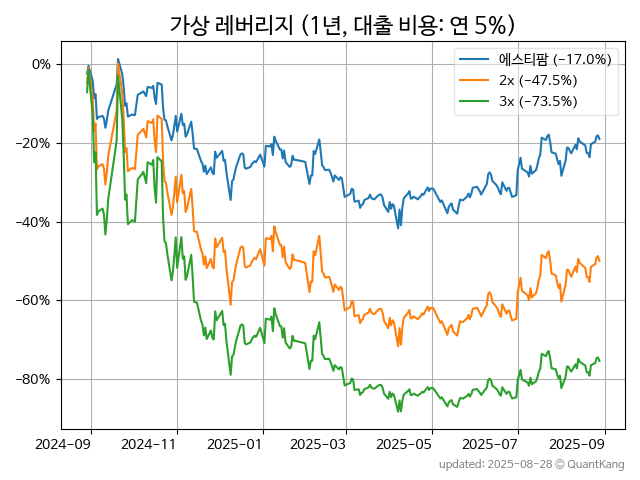 가상 레버리지 (1년, 대출 비용: 연 5%)
에스티팜 (−17.0%)
2x (−47.5%)
3x (−73.5%)
0%
−20%
−40%
−60%
−80%
2024−09 2024−11 2025−01 2025−03 2025−05 2025−07 2025−09
updated: 2025-08-28 © QuantKang